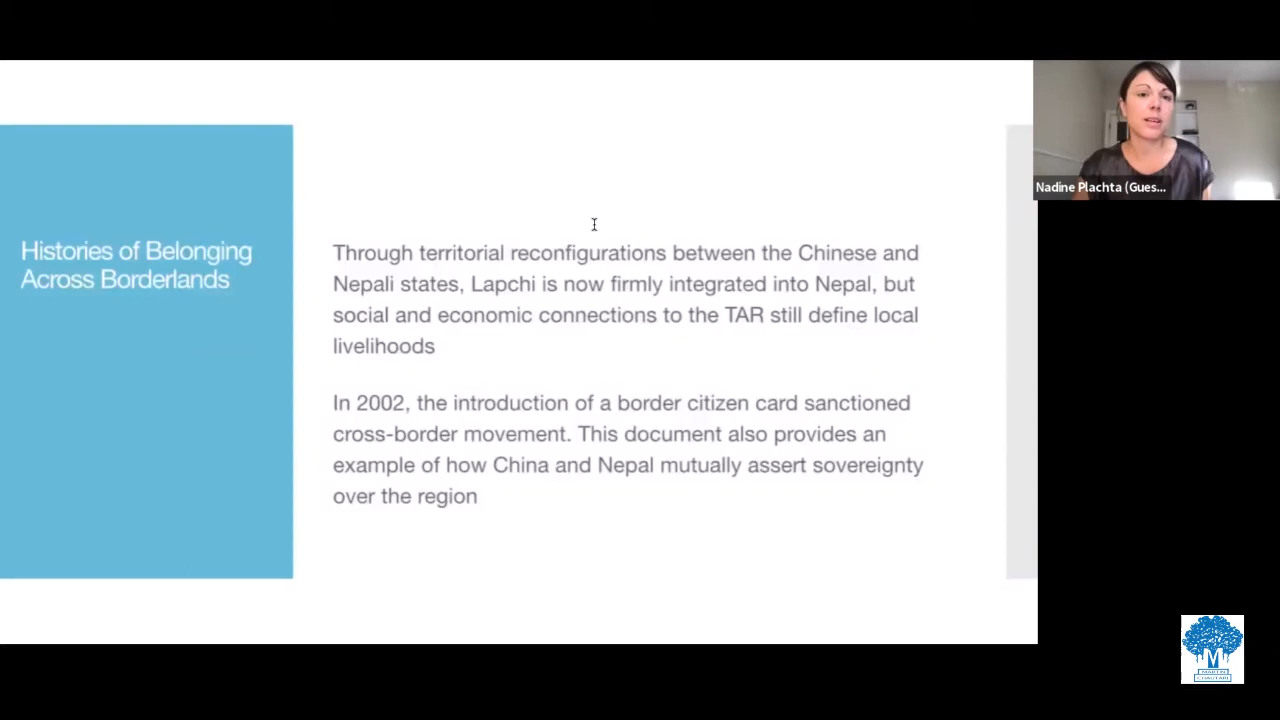 Histories of Belonging
Across Borderlands
Through territorial reconfigurations between the Chinese and
Nepali states, Lapchi is now firmly integrated into Nepal, but
social and economic connections to the TAR still define local
livelihoods
In 2002, the introduction of a border citizen card sanctioned
cross-border movement. This document also provides an
example of how China and Nepal mutually assert sovereignty
over the region
Nadine Plachta (Gues...
M
MARTIN
CHAUTARI